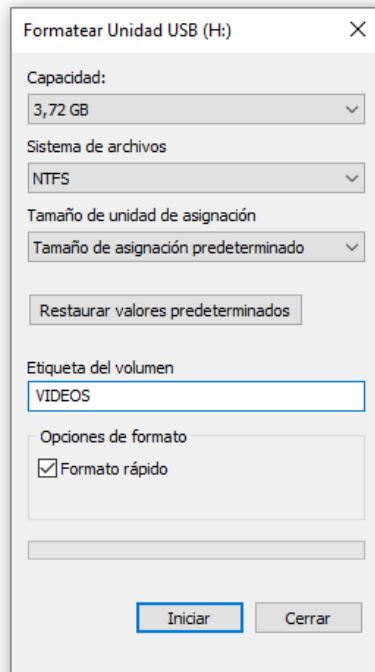 Formatear Unidad USB (H:)
Capacidad:
3,72 GB
Sistema de archivos
NTFS
Tamaño de unidad de asignación
Tamaño de asignación predeterminado
Restaurar valores predeterminados
Etiqueta del volumen
VIDEOS
Opciones de formato
Formato rápido
Iniciar
Cerrar